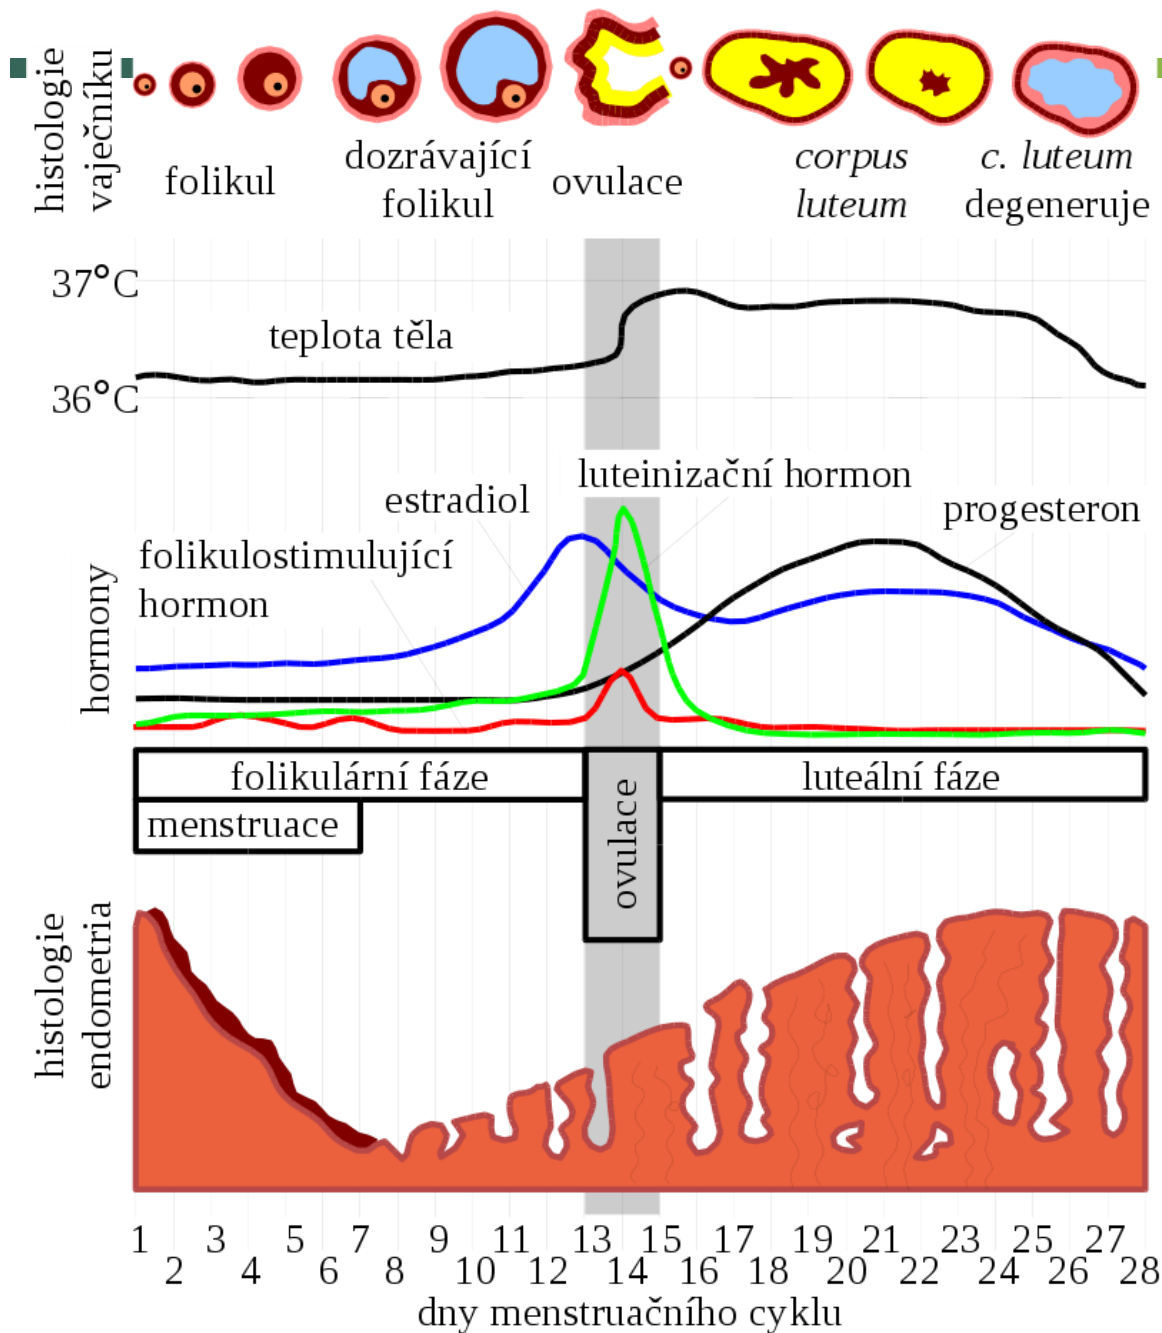 histologie
vaječníku
folikul
dozrávající
folikul
ovulace
corpus
luteum
c. luteum
degeneruje
37°C
teplota těla
36°C
hormony
estradiol
luteinizační hormon
progesteron
folikulostimulující
hormon
folikulární fáze
luteální fáze
menstruace
ovulace
histologie
endometria
1 3 5 7 9 11 13 15 17 19 21 23 25 27
2 4 6 8 10 12 14 16 18 20 22 24 26 28
dny menstruačního cyklu